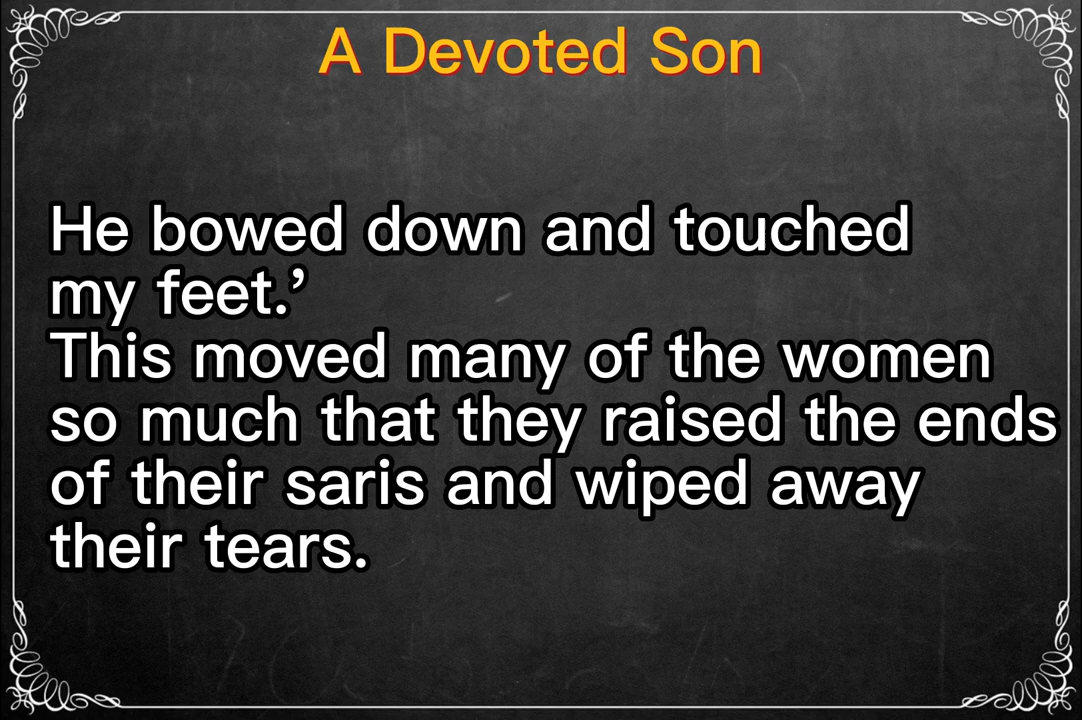 A Devoted Son
He bowed down and touched
my feet.’
This moved many of the women
so much that they raised the ends
of their saris and wiped away
their tears.